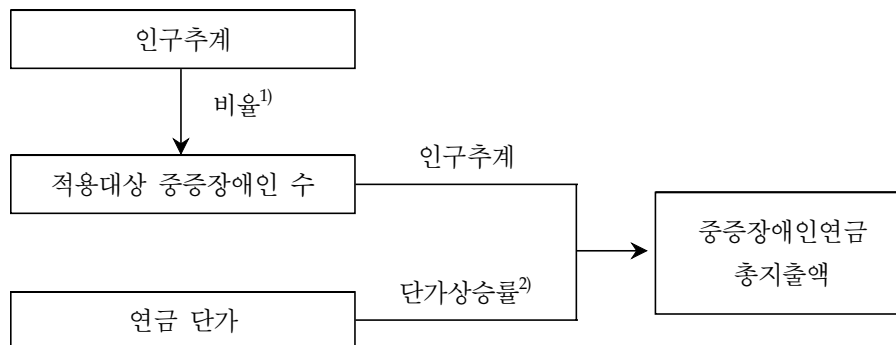 인구추계
비율1)
적용대상 중증장애인 수
인구추계
중증장애인연금
총지출액
단가상승률2)
연금 단가